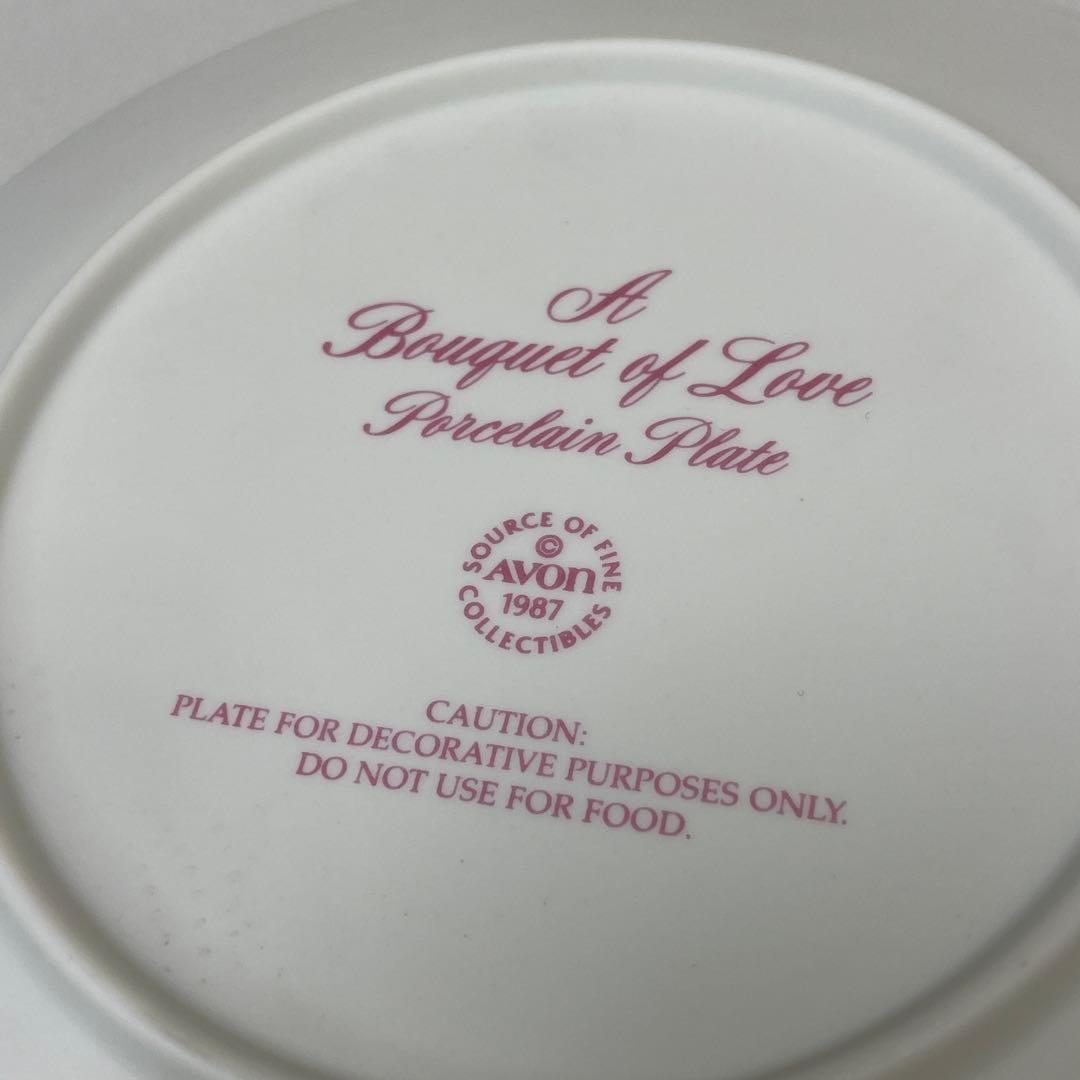 A
Bouquet of Love
Porcelain Plate
SOURCE OF FINE
©
AVON
1987
COLLECTIBLES
CAUTION:
PLATE FOR DECORATIVE PURPOSES ONLY.
DO NOT USE FOR FOOD.